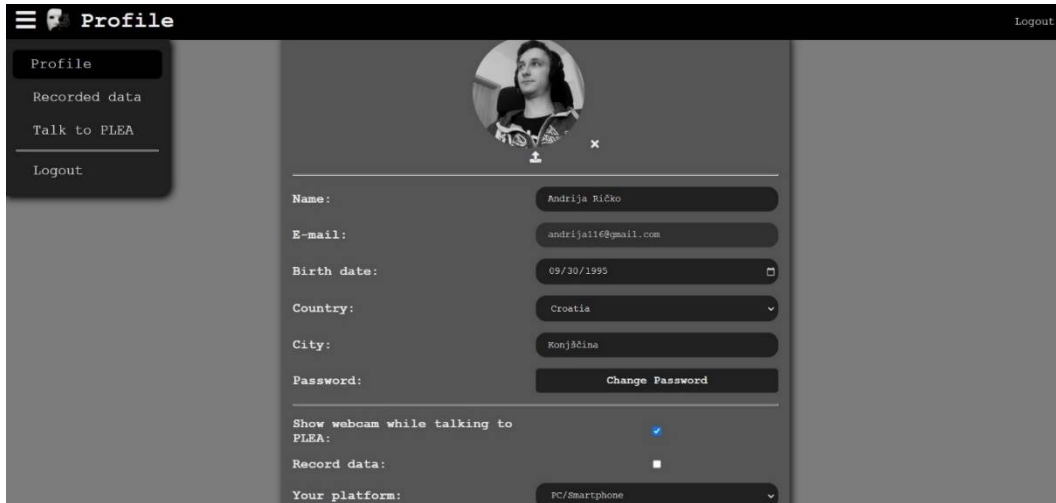 Profile
Logout
Profile
Recorded data
Talk to PLEA
Logout
Name:
Andrija Ričko
E-mail:
andrija116@gmail.com
Birth date:
09/30/1995
Country:
Croatia
City:
Konjščina
Password:
Change Password
Show webcam while talking to
PLEA:
Record data:
Your platform:
PC/Smartphone